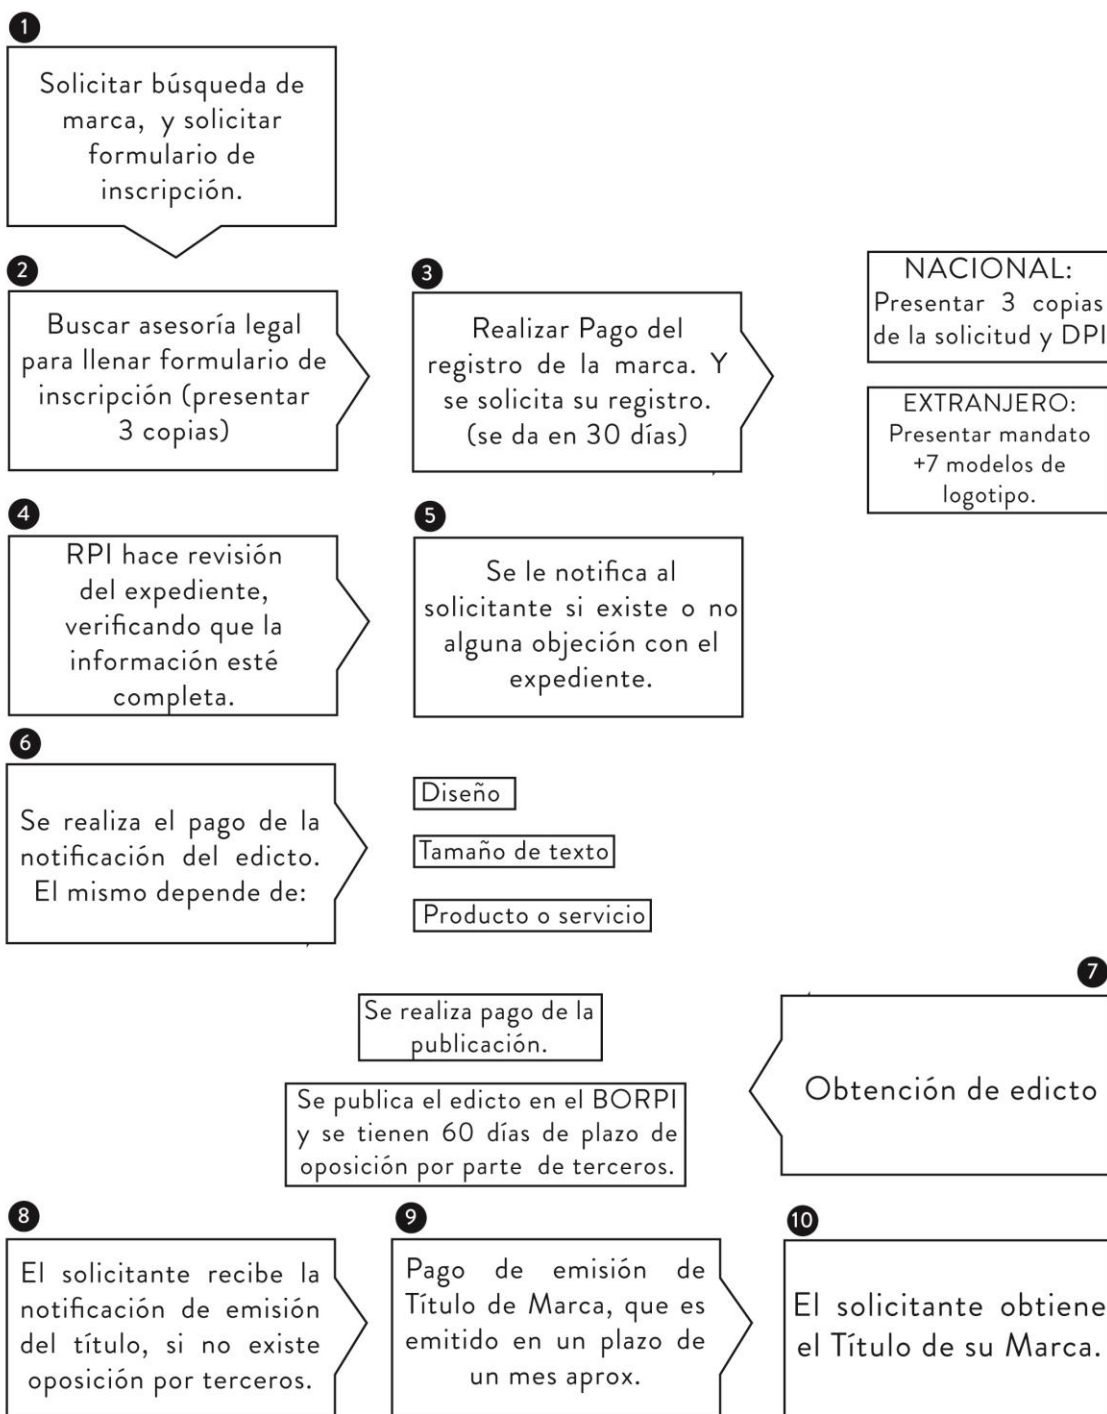 1
Solicitar búsqueda de
marca, y solicitar
formulario de
inscripción.
2
Buscar asesoría legal
para llenar formulario de
inscripción (presentar
3 copias)
3
Realizar Pago del
registro de la marca. Y
se solicita su registro.
(se da en 30 días)
NACIONAL:
Presentar 3 copias
de la solicitud y DPI
EXTRANJERO:
Presentar mandato
+7 modelos de
logotipo.
4
RPI hace revisión
del expediente,
verificando que la
información esté
completa.
5
Se le notifica al
solicitante si existe o no
alguna objeción con el
expediente.
6
Se realiza el pago de la
notificación del edicto.
El mismo depende de:
Diseño
Tamaño de texto
Producto o servicio
7
Obtención de edicto
Se realiza pago de la
publicación.
Se publica el edicto en el BORPI
y se tienen 60 días de plazo de
oposición por parte de terceros.
8
El solicitante recibe la
notificación de emisión
del título, si no existe
oposición por terceros.
9
Pago de emisión de
Título de Marca, que es
emitido en un plazo de
un mes aprox.
10
El solicitante obtiene
el Título de su Marca.